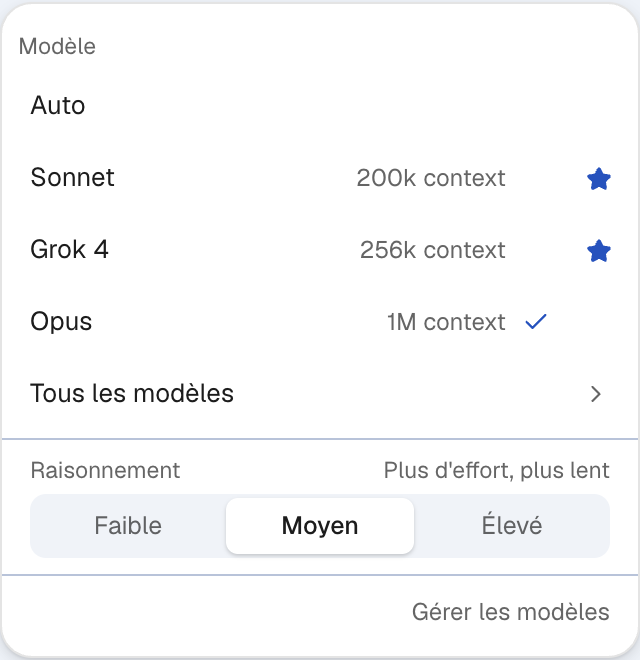 Modèle
Auto
Sonnet 200k context
Grok 4 256k context
Opus 1M context
Tous les modèles
Raisonnement Plus d'effort, plus lent
Faible Moyen Élevé
Gérer les modèles